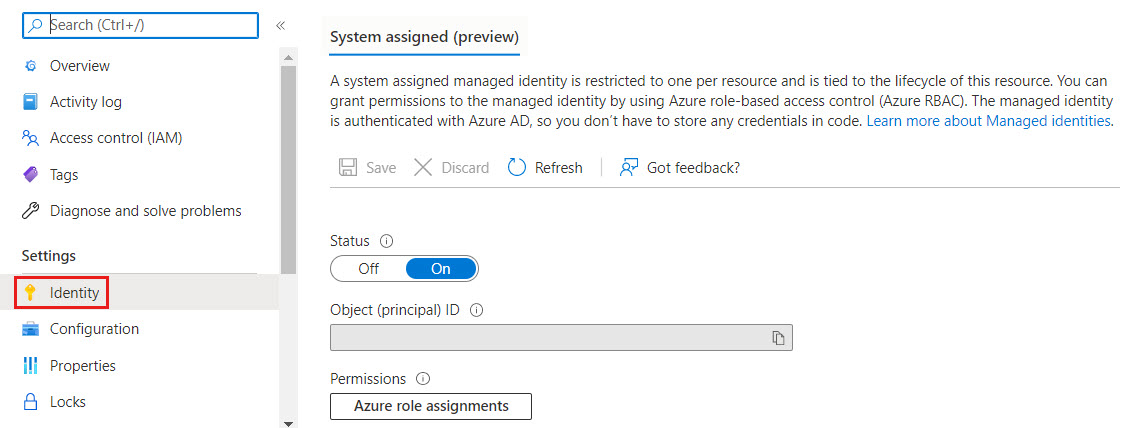 Search (Ctrl+/)
«
Overview
Activity log
Access control (IAM)
Tags
Diagnose and solve problems
Settings
Identity
Configuration
Properties
Locks
System assigned (preview)
A system assigned managed identity is restricted to one per resource and is tied to the lifecycle of this resource. You can
grant permissions to the managed identity by using Azure role-based access control (Azure RBAC). The managed identity
is authenticated with Azure AD, so you don´t have to store any credentials in code. Learn more about Managed identities.
Save Discard Refresh Got feedback?
Status
Off On
Object (principal) ID
Permissions
Azure role assignments